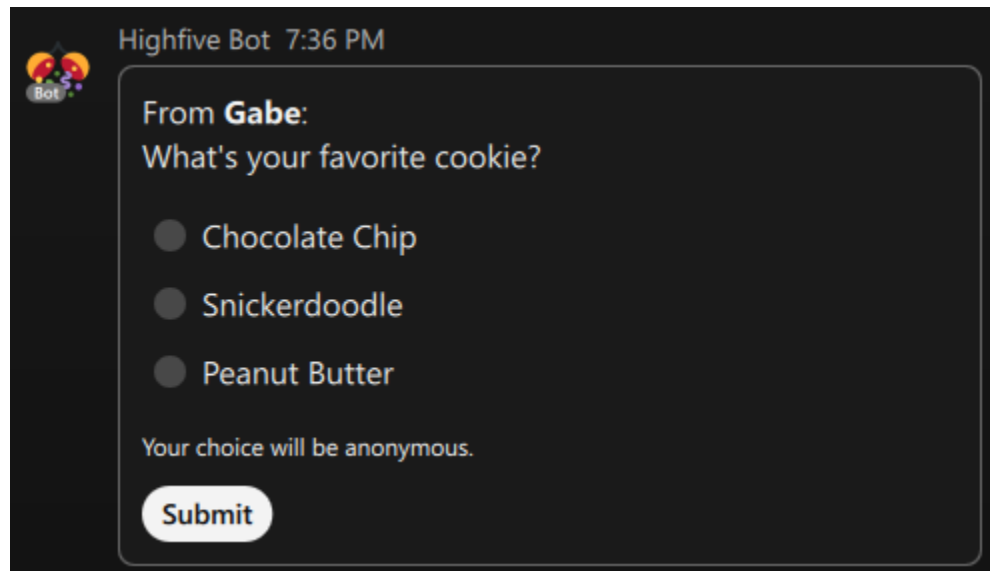 Highfive Bot 7:36 PM
Bot
From Gabe:
What's your favorite cookie?
Chocolate Chip
Snickerdoodle
Peanut Butter
Your choice will be anonymous.
Submit